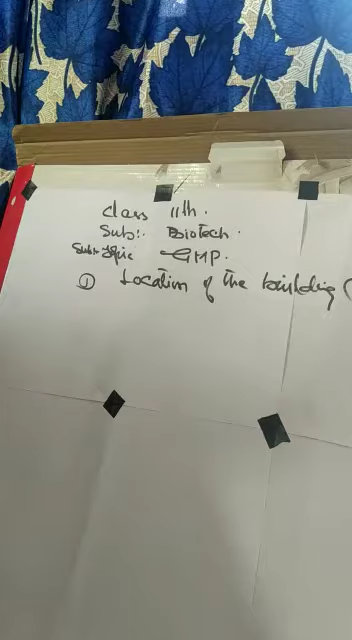 class 11th.
Sub:. Biotech.
Sub:- Topic GMP.
① Location of the building (